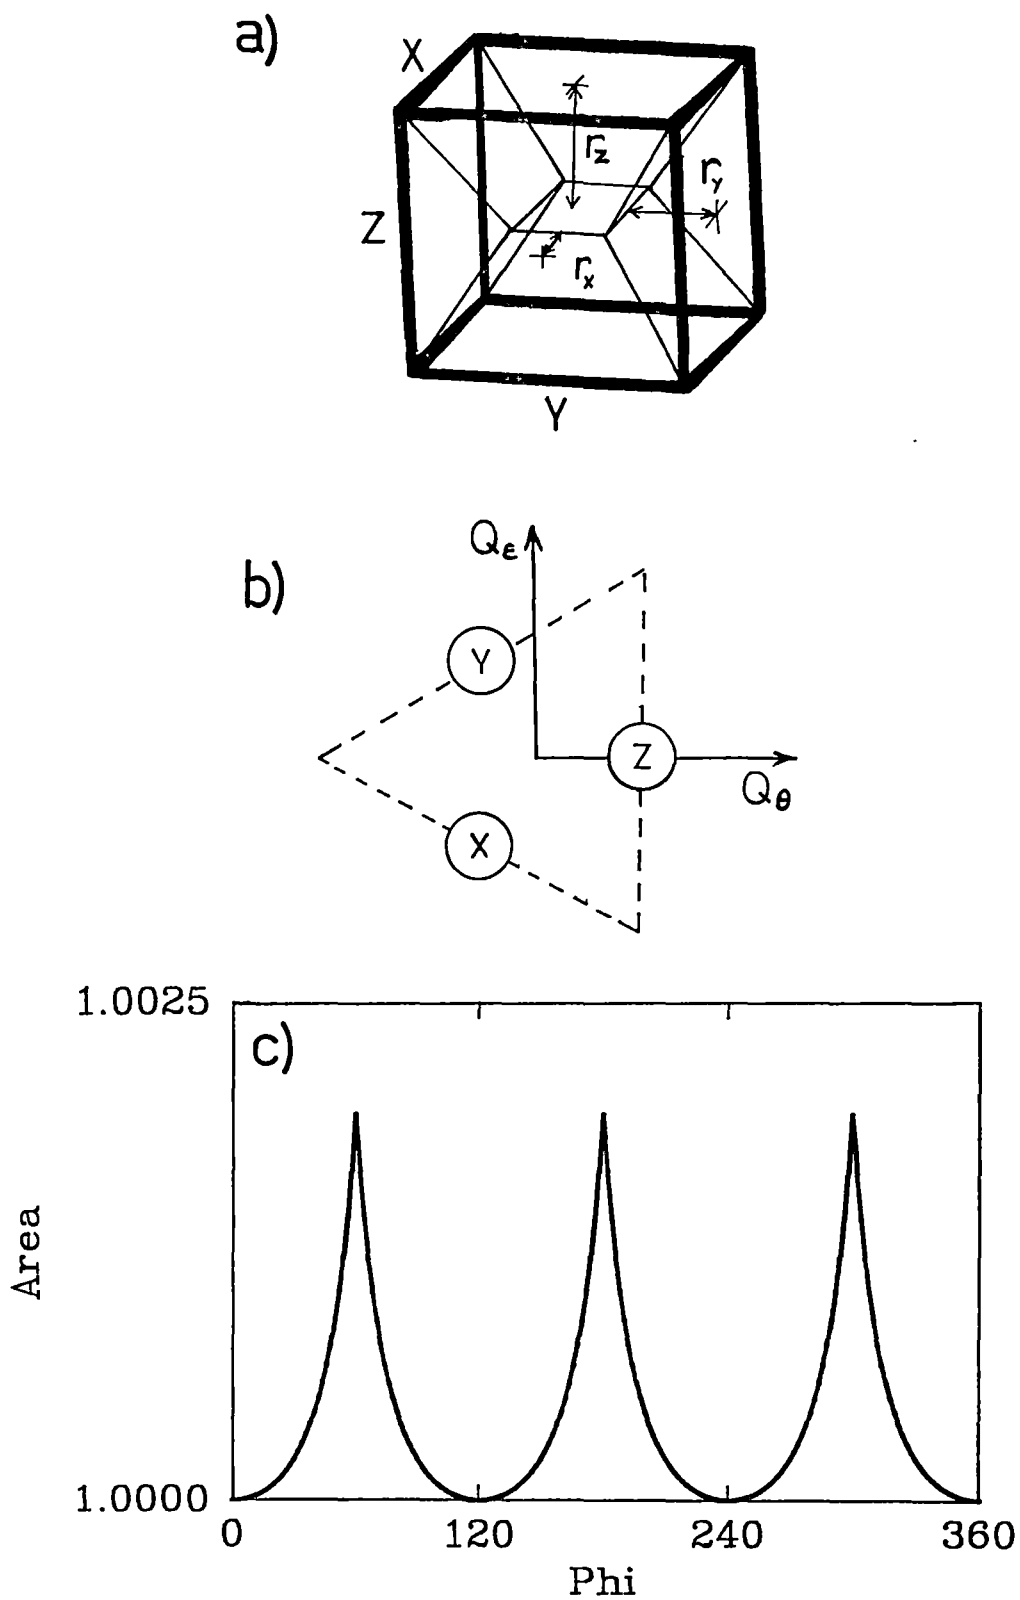 a)
X
r_z
r_Y
Z
r_x
Y
Q_ε
b)
Y
Z
Q_θ
X
1.0025
c)
Area
1.0000
0 120 240 360
Phi